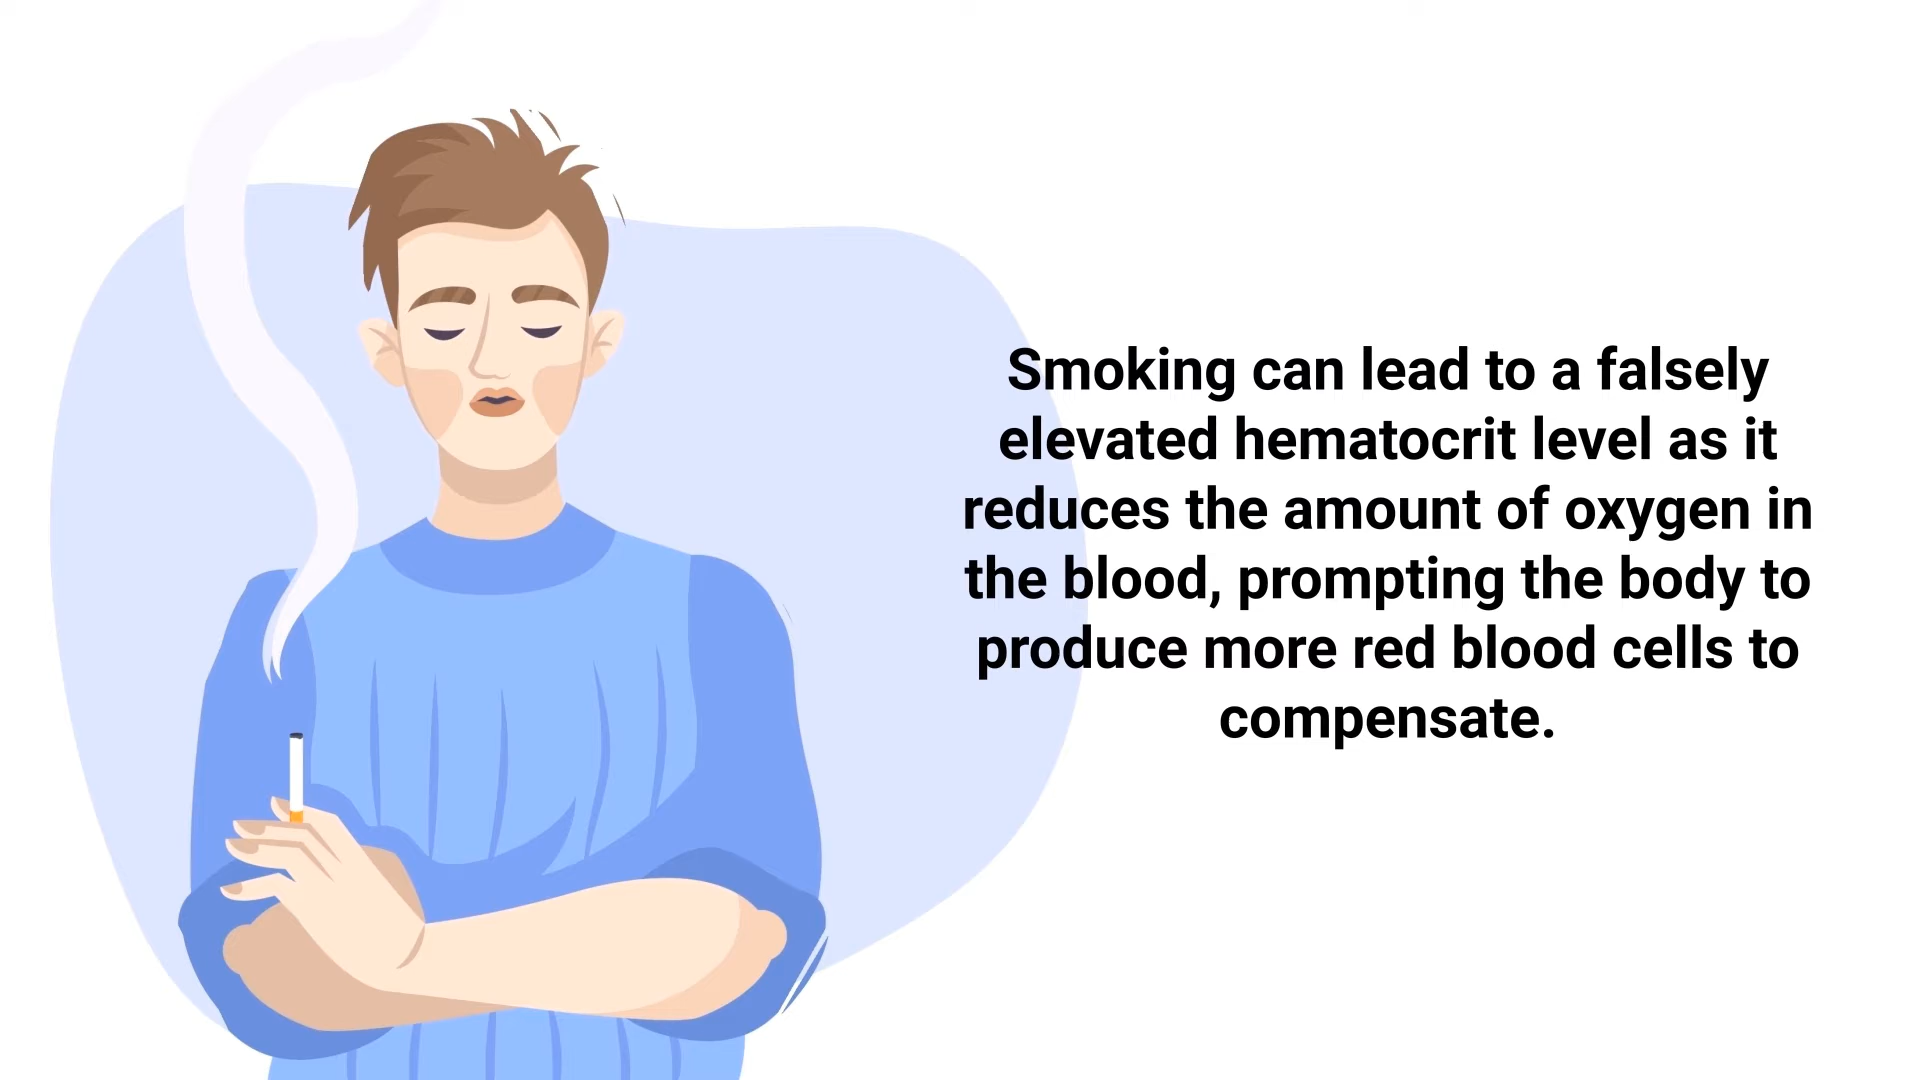 Smoking can lead to a falsely
elevated hematocrit level as it
reduces the amount of oxygen in
the blood, prompting the body to
produce more red blood cells to
compensate.